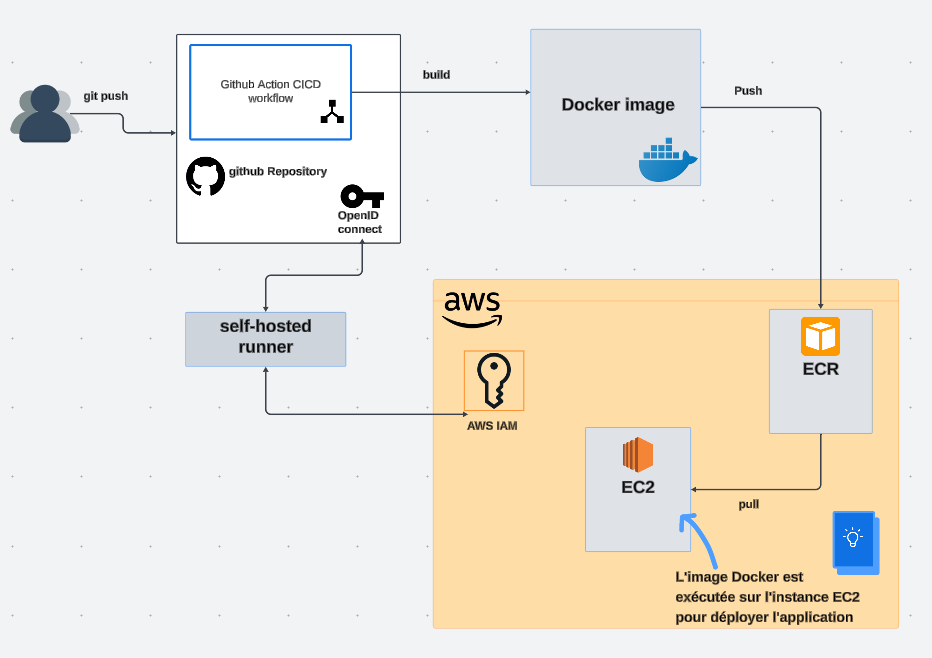 git push
Github Action CICD
workflow
github Repository
OpenID
connect
build
Docker image
Push
self-hosted
runner
aws
AWS IAM
ECR
EC2
pull
L'image Docker est
exécutée sur l'instance EC2
pour déployer l'application